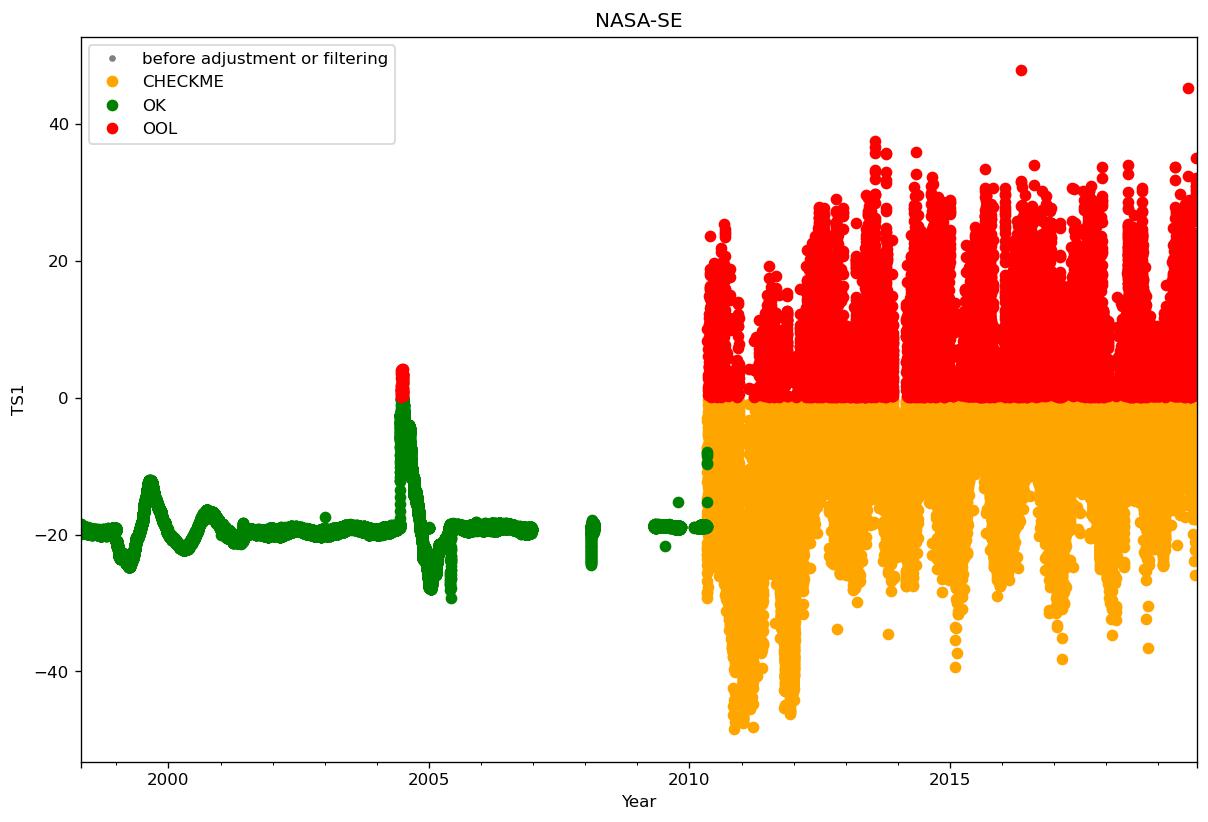 NASA-SE
before adjustment or filtering
CHECKME
OK
OOL
40
20
0
−20
−40
TS1
2000
2005
2010
2015
Year